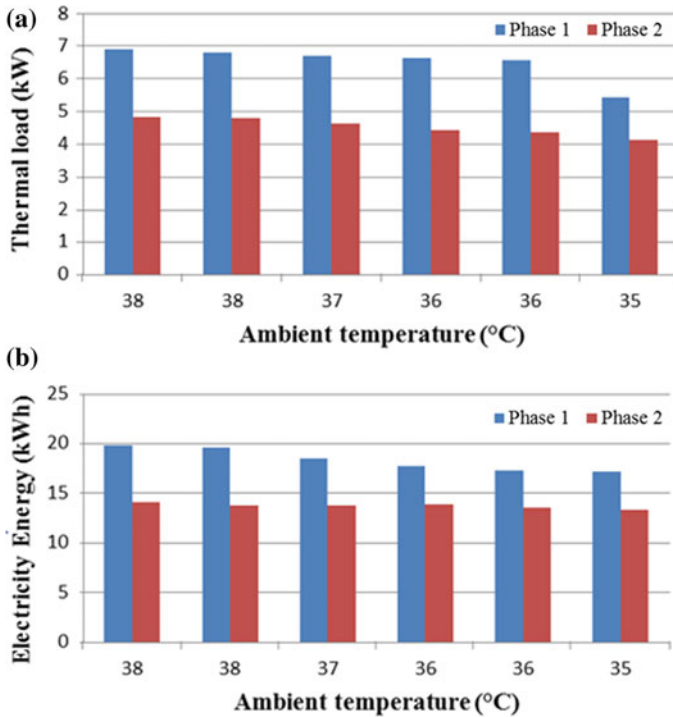 (a)
Thermal load (kW)
8
7
6
5
4
3
2
1
0
Phase 1 Phase 2
38 38 37 36 36 35
Ambient temperature (°C)
(b)
Electricity Energy (kWh)
25
20
15
10
5
0
Phase 1 Phase 2
38 38 37 36 36 35
Ambient temperature (°C)